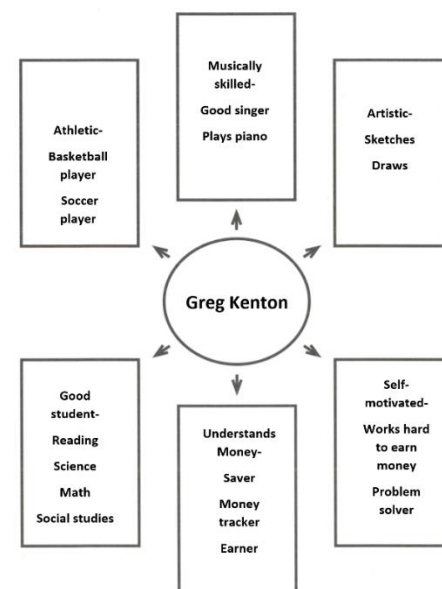 Musically
skilled-
Good singer
Plays piano
Athletic-
Basketball
player
Soccer
player
Artistic-
Sketches
Draws
Greg Kenton
Good
student-
Reading
Science
Math
Social studies
Understands
Money-
Saver
Money
tracker
Earner
Self-
motivated-
Works hard
to earn
money
Problem
solver